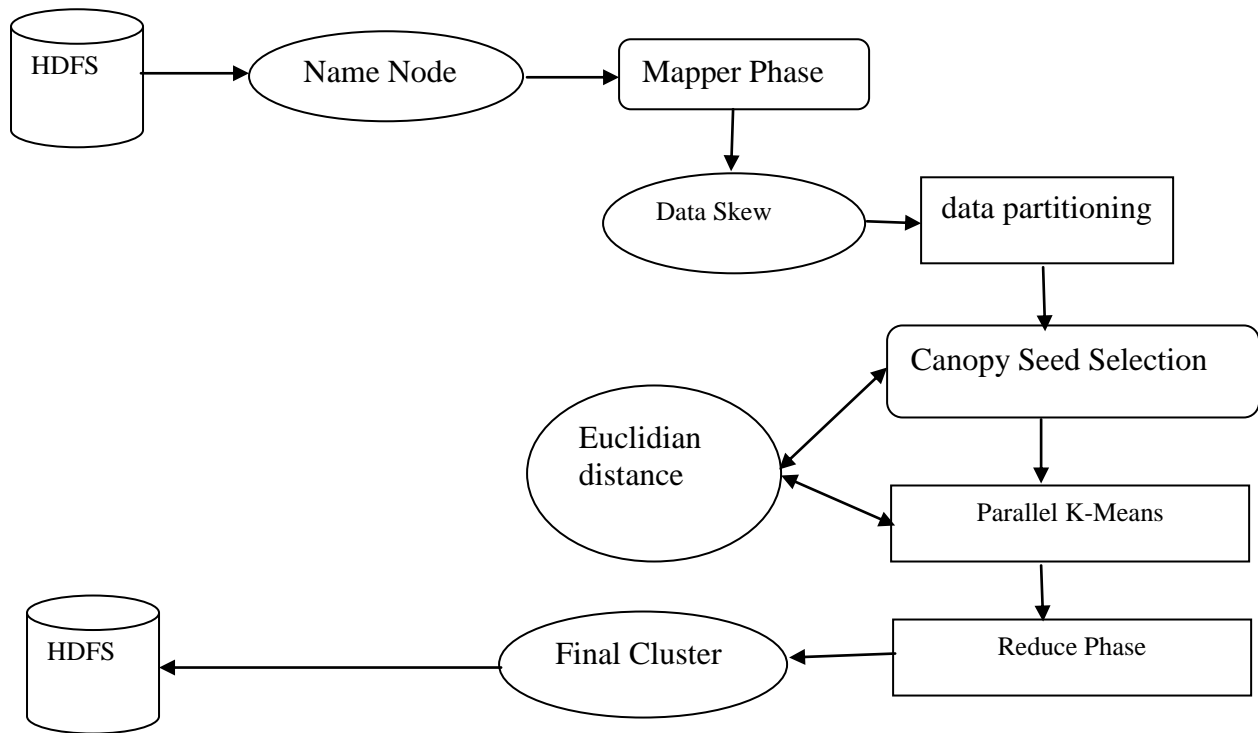 HDFS
Name Node
Mapper Phase
Data Skew
data partitioning
Canopy Seed Selection
Euclidian
distance
Parallel K-Means
Reduce Phase
Final Cluster
HDFS